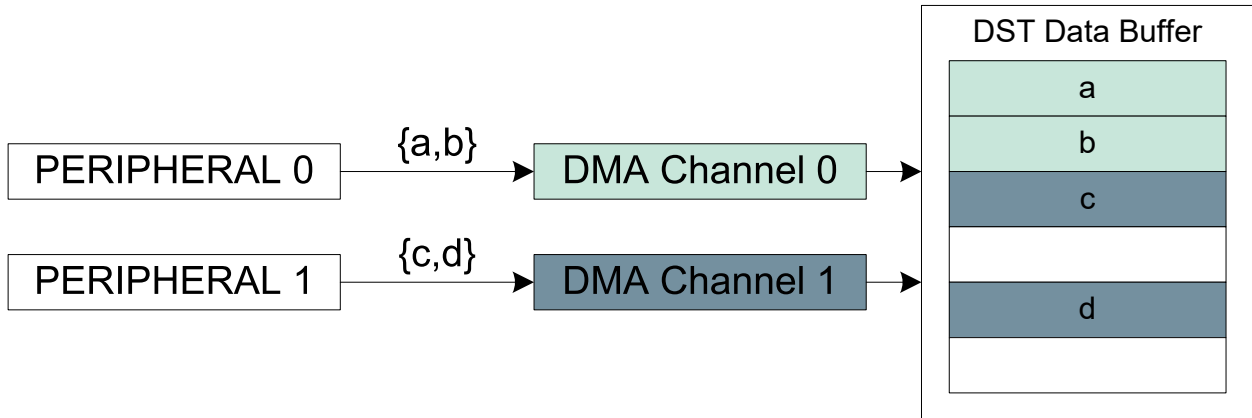 DST Data Buffer
a
{a,b}
b
PERIPHERAL 0
DMA Channel 0
c
{c,d}
PERIPHERAL 1
DMA Channel 1
d